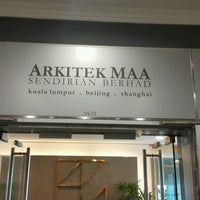 ARKITEK MAA
SENDIRIAN BERHAD
kuala lumpur . beijing . shanghai